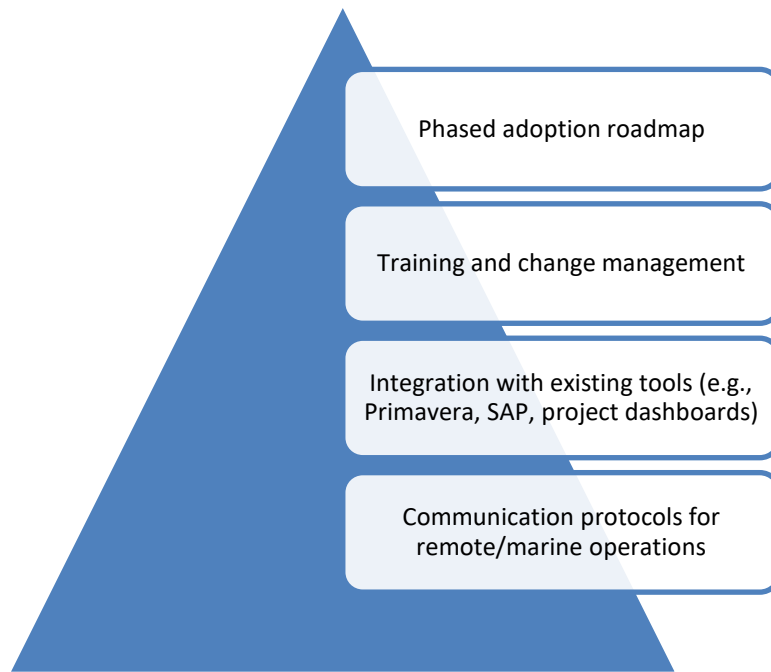 Phased adoption roadmap
Training and change management
Integration with existing tools (e.g.,
Primavera, SAP, project dashboards)
Communication protocols for
remote/marine operations